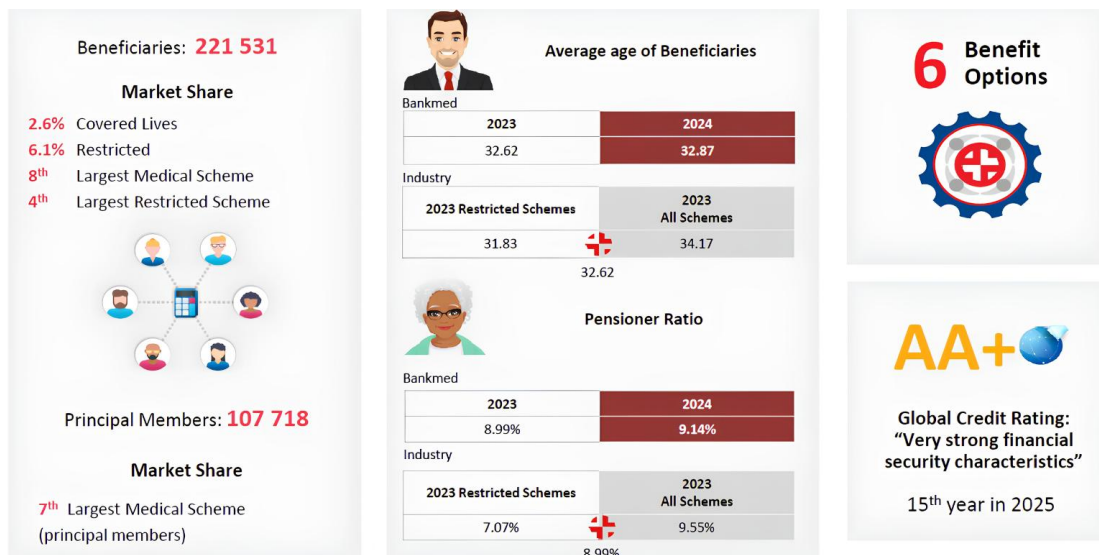 Beneficiaries: 221 531
Market Share
2.6% Covered Lives
6.1% Restricted
8th Largest Medical Scheme
4th Largest Restricted Scheme
Principal Members: 107 718
Market Share
7th Largest Medical Scheme
(principal members)
Average age of Beneficiaries
Bankmed
2023 2024
32.62 32.87
Industry
2023 Restricted Schemes 2023
All Schemes
31.83 34.17
32.62
Pensioner Ratio
Bankmed
2023 2024
8.99% 9.14%
Industry
2023 Restricted Schemes 2023
All Schemes
7.07% 9.55%
8.99%
6 Benefit
Options
AA+
Global Credit Rating:
“Very strong financial
security characteristics”
15th year in 2025